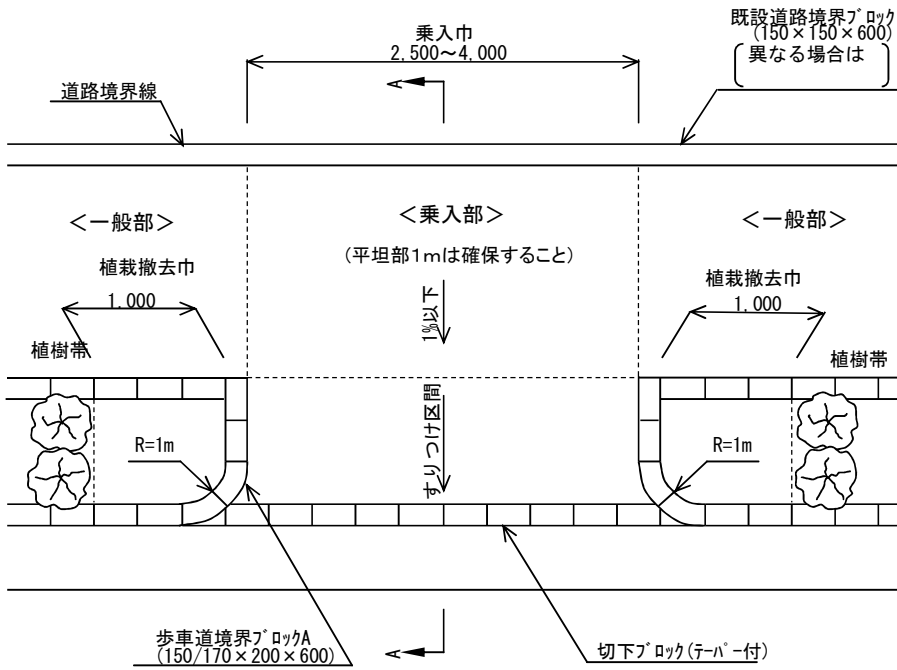 乗入巾
2,500～4,000
既設道路境界ﾌﾞﾛｯｸ
(150×150×600)
異なる場合は
A
道路境界線
＜一般部＞
＜乗入部＞
＜一般部＞
(平坦部1ｍは確保すること)
植栽撤去巾
1,000
植栽撤去巾
1,000
1%以下
植樹帯
植樹帯
すりつけ区間
R=1m
R=1m
歩車道境界ﾌﾞﾛｯｸA
(150/170×200×600)
A
切下ﾌﾞﾛｯｸ(ﾃｰﾊﾟｰ付)